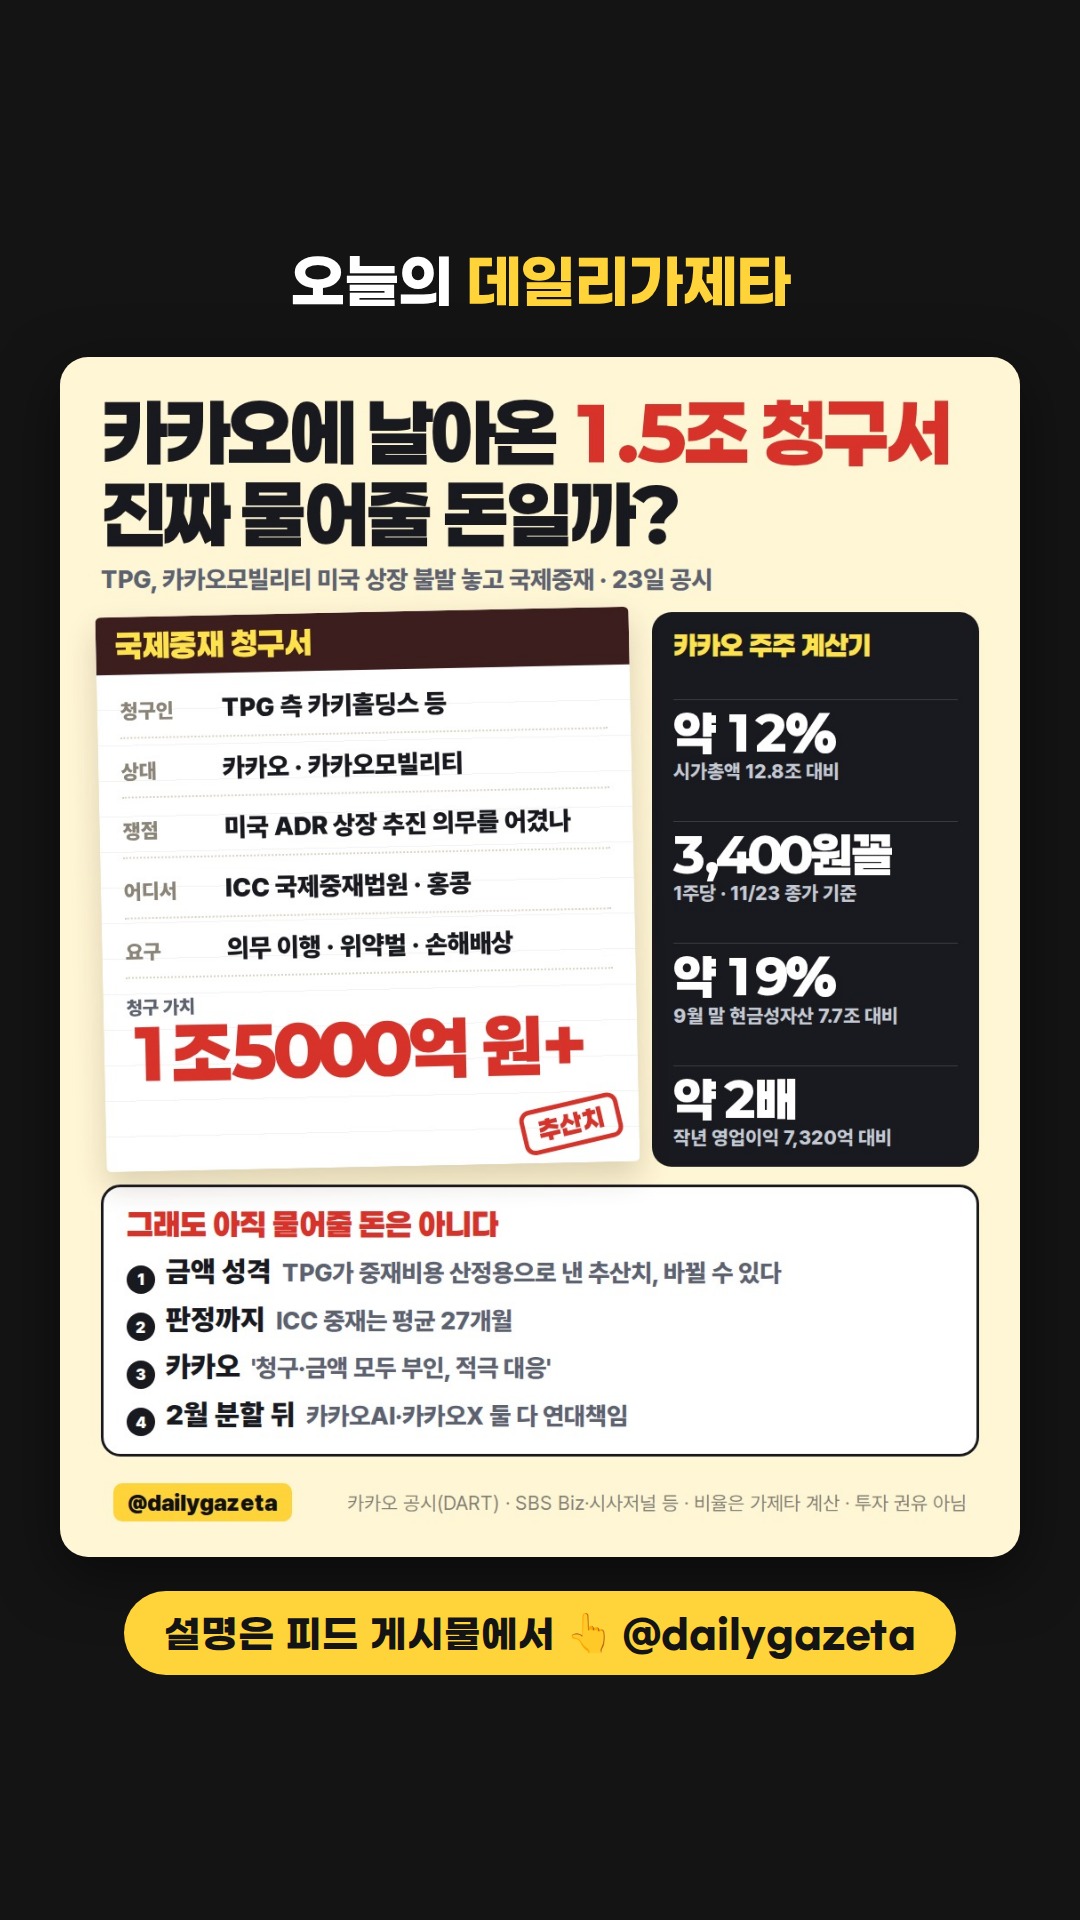 오늘의 데일리가제타
카카오에 날아온 1.5조 청구서
진짜 물어줄 돈일까?
TPG, 카카오모빌리티 미국 상장 불발 놓고 국제중재 · 23일 공시
국제중재 청구서
청구인 TPG 측 카키홀딩스 등
상대 카카오 · 카카오모빌리티
쟁점 미국 ADR 상장 추진 의무를 어겼나
어디서 ICC 국제중재법원 · 홍콩
요구 의무 이행 · 위약벌 · 손해배상
청구 가치
1조5000억 원+
추산치
카카오 주주 계산기
약 12%
시가총액 12.8조 대비
3,400원꼴
1주당 · 11/23 종가 기준
약 19%
9월 말 현금성자산 7.7조 대비
약 2배
작년 영업이익 7,320억 대비
그래도 아직 물어줄 돈은 아니다
1 금액 성격 TPG가 중재비용 산정용으로 낸 추산치, 바뀔 수 있다
2 판정까지 ICC 중재는 평균 27개월
3 카카오 '청구·금액 모두 부인, 적극 대응'
4 2월 분할 뒤 카카오AI·카카오X 둘 다 연대책임
@dailygazeta
카카오 공시(DART) · SBS Biz·시사저널 등 · 비율은 가제타 계산 · 투자 권유 아님
설명은 피드 게시물에서 👆 @dailygazeta